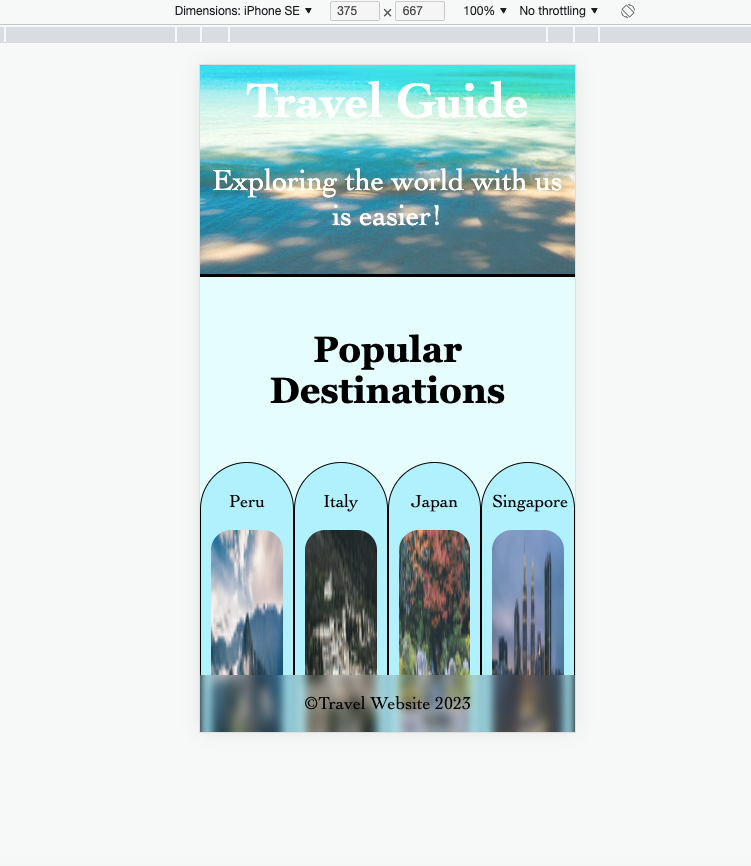 Dimensions: iPhone SE ▼ 375 × 667 100% ▼ No throttling ▼
Travel Guide
Exploring the world with us
is easier!
Popular
Destinations
Peru Italy Japan Singapore
©Travel Website 2023